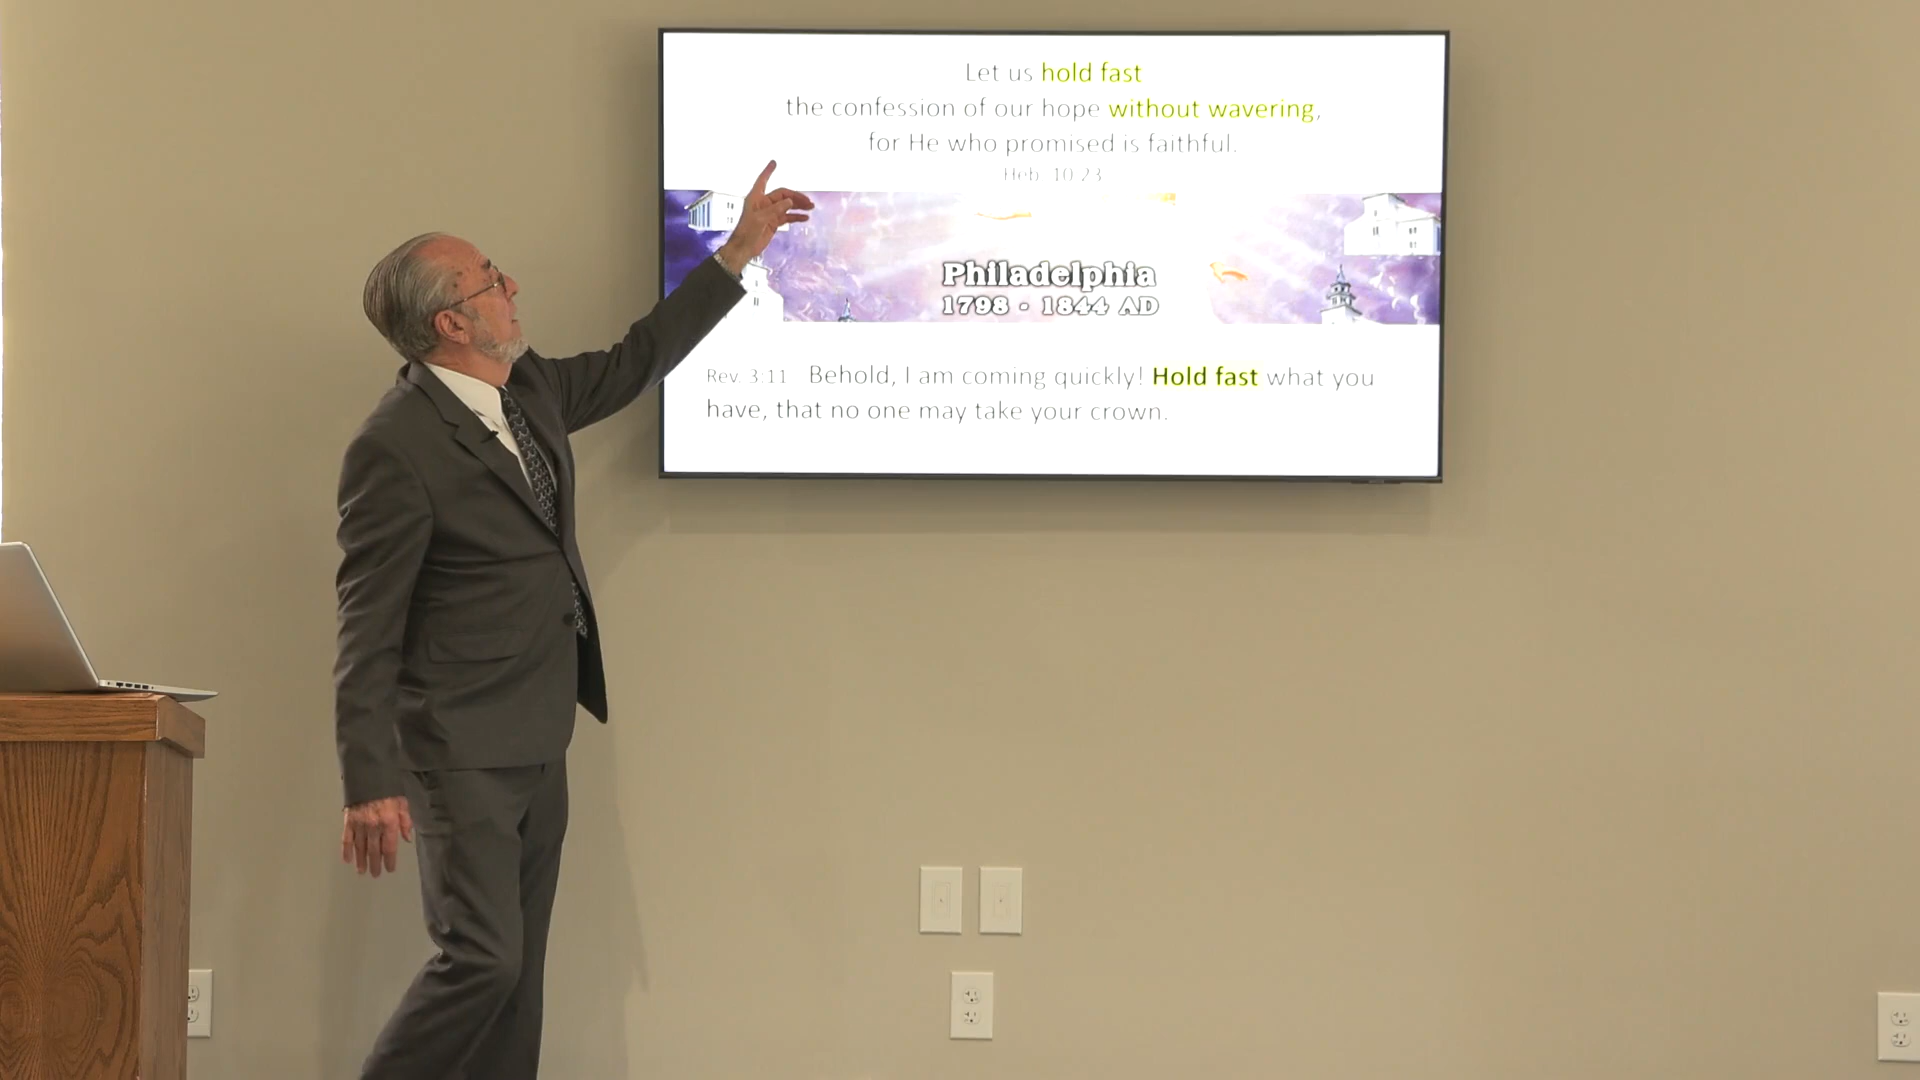 Let us hold fast
the confession of our hope without wavering,
for He who promised is faithful.
Heb. 10:23
Philadelphia
1798 - 1844 AD
Rev. 3:11 Behold, I am coming quickly! Hold fast what you
have, that no one may take your crown.